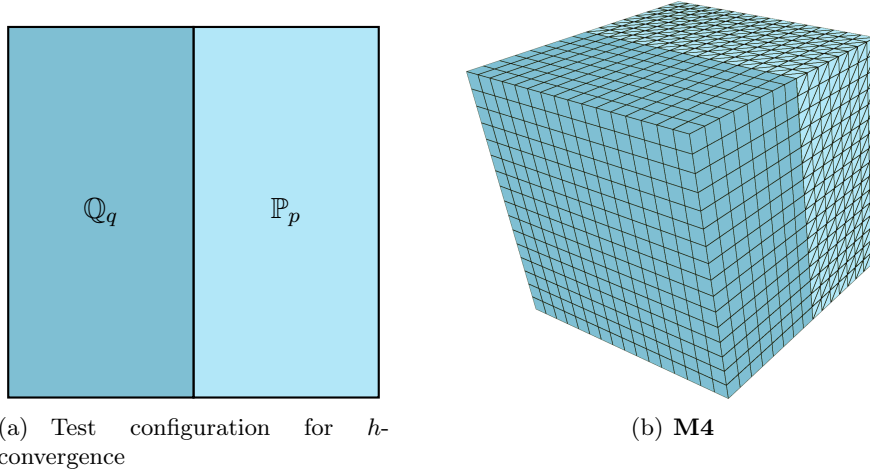 ℚ_q
ℙ_p
(a) Test configuration for h-
convergence
(b) M4